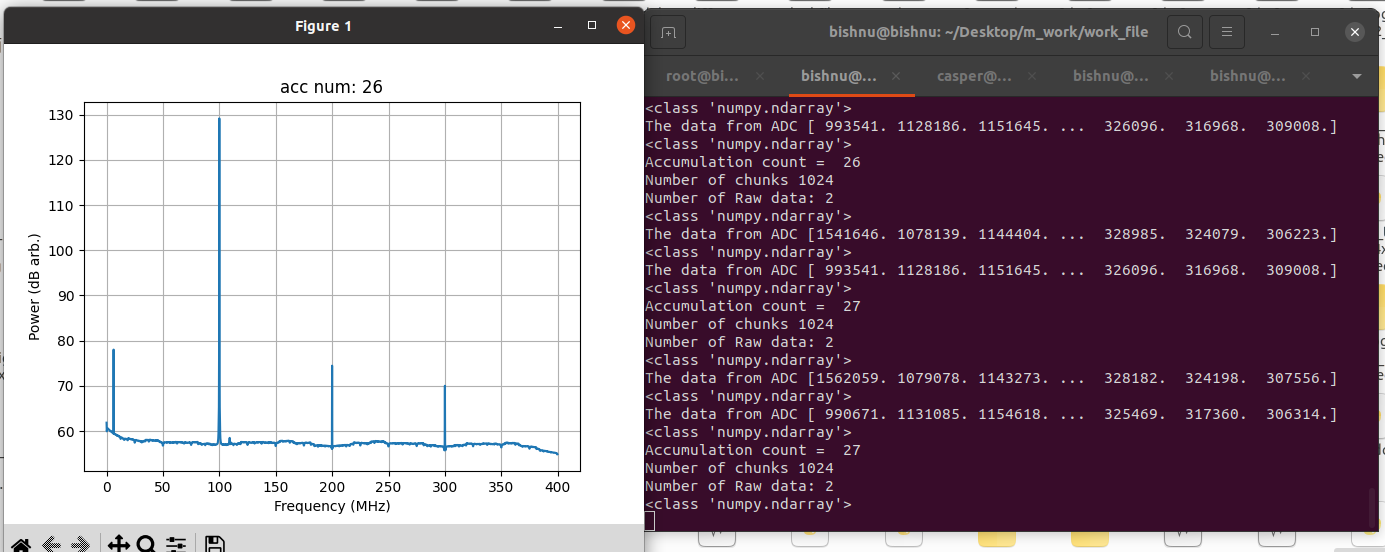 Figure 1
acc num: 26
130
120
110
100
90
80
70
60
Power (dB arb.)
0 50 100 150 200 250 300 350 400
Frequency (MHz)
bishnu@bishnu: ~/Desktop/m_work/work_file
root@bi... bishnu@... casper@... bishnu@... bishnu@...
<class 'numpy.ndarray'>
The data from ADC [ 993541. 1128186. 1151645. ...  326096.  316968.  309008.]
<class 'numpy.ndarray'>
Accumulation count =  26
Number of chunks 1024
Number of Raw data: 2
<class 'numpy.ndarray'>
The data from ADC [1541646. 1078139. 1144404. ...  328985.  324079.  306223.]
<class 'numpy.ndarray'>
The data from ADC [ 993541. 1128186. 1151645. ...  326096.  316968.  309008.]
<class 'numpy.ndarray'>
Accumulation count =  27
Number of chunks 1024
Number of Raw data: 2
<class 'numpy.ndarray'>
The data from ADC [1562059. 1079078. 1143273. ...  328182.  324198.  307556.]
<class 'numpy.ndarray'>
The data from ADC [ 990671. 1131085. 1154618. ...  325469.  317360.  306314.]
<class 'numpy.ndarray'>
Accumulation count =  27
Number of chunks 1024
Number of Raw data: 2
<class 'numpy.ndarray'>